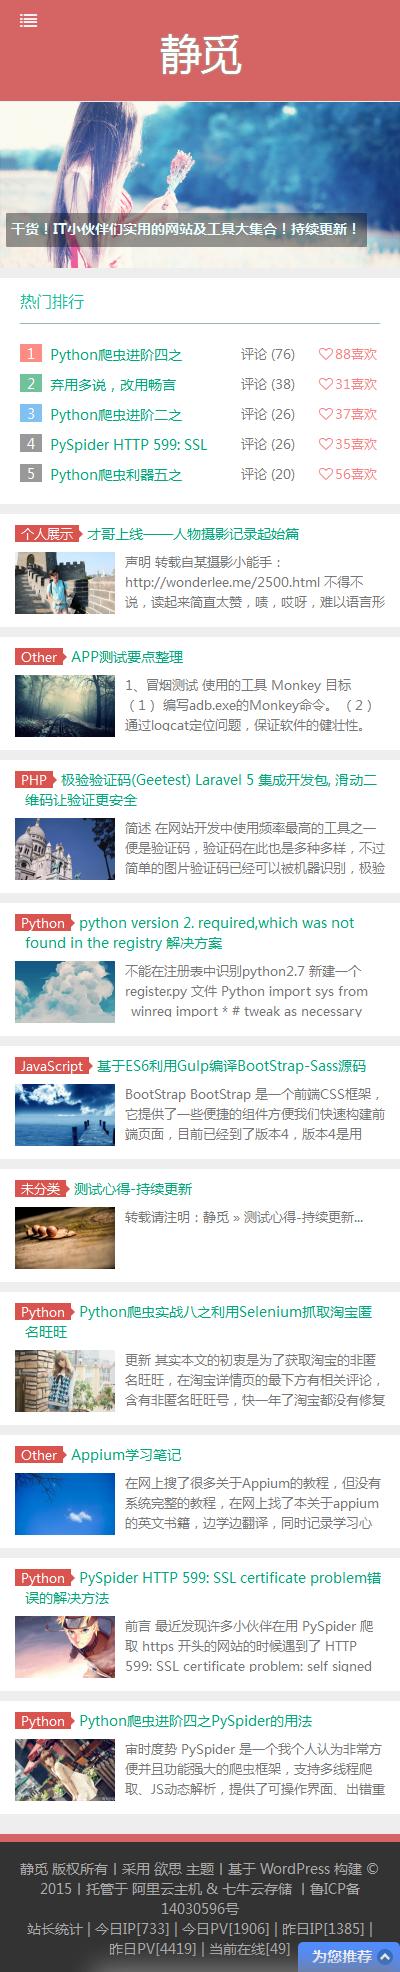 静觅
干货！IT小伙伴们实用的网站及工具大集合！持续更新！
热门排行
1 Python爬虫进阶四之 评论 (76) 88喜欢
2 弃用多说，改用畅言 评论 (38) 31喜欢
3 Python爬虫进阶二之 评论 (26) 37喜欢
4 PySpider HTTP 599: SSL 评论 (26) 35喜欢
5 Python爬虫利器五之 评论 (20) 56喜欢
个人展示 才哥上线——人物摄影记录起始篇
声明 转载自某摄影小能手：
http://wonderlee.me/2500.html 不得不
说，读起来简直太赞，啧，哎呀，难以语言形
Other APP测试要点整理
1、冒烟测试 使用的工具 Monkey 目标
（1） 编写adb.exe的Monkey命令。 （2）
通过logcat定位问题，保证软件的健壮性。
PHP 极验验证码(Geetest) Laravel 5 集成开发包, 滑动二
维码让验证更安全
简述 在网站开发中使用频率最高的工具之一
便是验证码，验证码在此也是多种多样，不过
简单的图片验证码已经可以被机器识别，极验
Python python version 2. required,which was not
found in the registry 解决方案
不能在注册表中识别python2.7 新建一个
register.py 文件 Python import sys from
_winreg import * # tweak as necessary
JavaScript 基于ES6利用Gulp编译BootStrap-Sass源码
BootStrap BootStrap 是一个前端CSS框架，
它提供了一些便捷的组件方便我们快速构建前
端页面，目前已经到了版本4，版本4是用
未分类 测试心得-持续更新
转载请注明：静觅 » 测试心得-持续更新...
Python Python爬虫实战八之利用Selenium抓取淘宝匿
名旺旺
更新 其实本文的初衷是为了获取淘宝的非匿
名旺旺，在淘宝详情页的最下方有相关评论，
含有非匿名旺旺号，快一年了淘宝都没有修复
Other Appium学习笔记
在网上搜了很多关于Appium的教程，但没有
系统完整的教程，在网上找了本关于appium
的英文书籍，边学边翻译，同时记录学习心
Python PySpider HTTP 599: SSL certificate problem错
误的解决方法
前言 最近发现许多小伙伴在用 PySpider 爬
取 https 开头的网站的时候遇到了 HTTP
599: SSL certificate problem: self signed
Python Python爬虫进阶四之PySpider的用法
审时度势 PySpider 是一个我个人认为非常方
便并且功能强大的爬虫框架，支持多线程爬
取、JS动态解析，提供了可操作界面、出错重
静觅 版权所有丨采用 欲思 主题丨基于 WordPress 构建 ©
2015丨托管于 阿里云主机 & 七牛云存储 丨鲁ICP备
14030596号
站长统计 | 今日IP[733] | 今日PV[1906] | 昨日IP[1385] |
昨日PV[4419] | 当前在线[49]
为您推荐